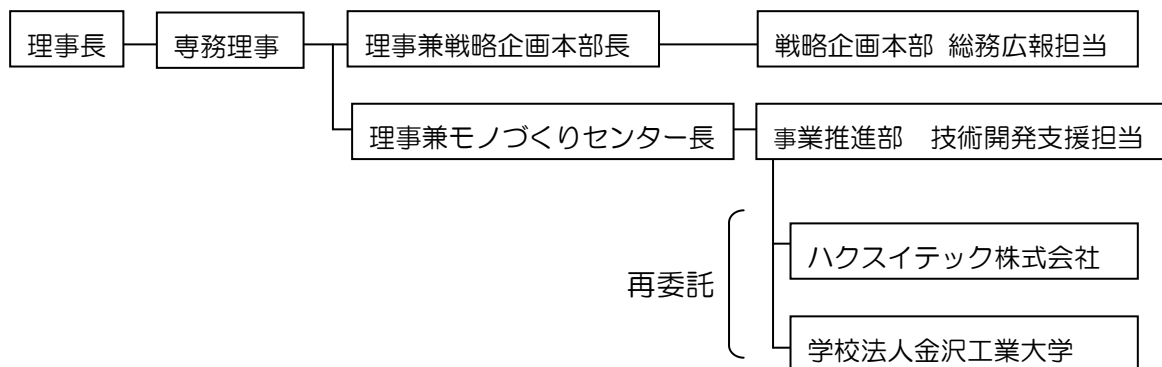 理事長 専務理事 理事兼戦略企画本部長 戦略企画本部 総務広報担当
理事兼モノづくりセンター長 事業推進部 技術開発支援担当
ハクスイテック株式会社
再委託
学校法人金沢工業大学